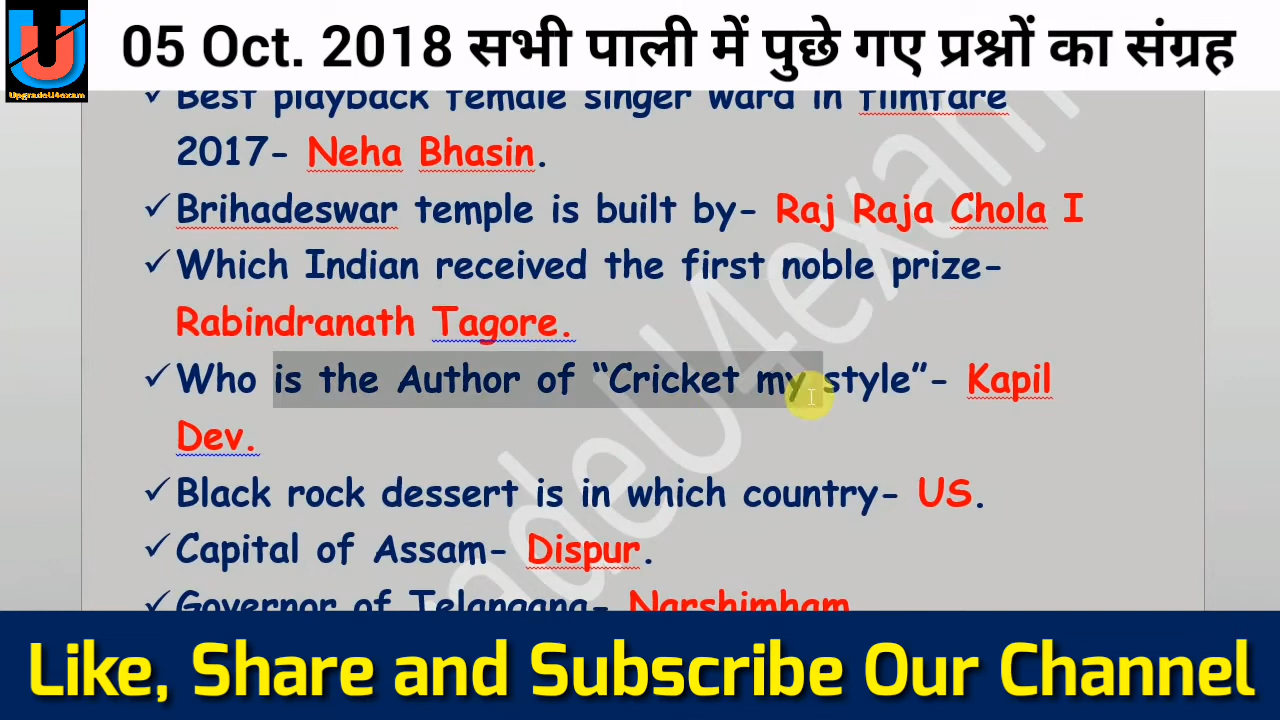 05 Oct. 2018 सभी पाली में पुछे गए प्रश्नों का संग्रह
UpgradeU4exam
Best playback female singer ward in filmfare
2017- Neha Bhasin.
Brihadeswar temple is built by- Raj Raja Chola I
Which Indian received the first noble prize-
Rabindranath Tagore.
Who is the Author of “Cricket my style”- Kapil
Dev.
Black rock dessert is in which country- US.
Capital of Assam- Dispur.
Governor of Telangana- Narshimham
adeU4exam
Like, Share and Subscribe Our Channel